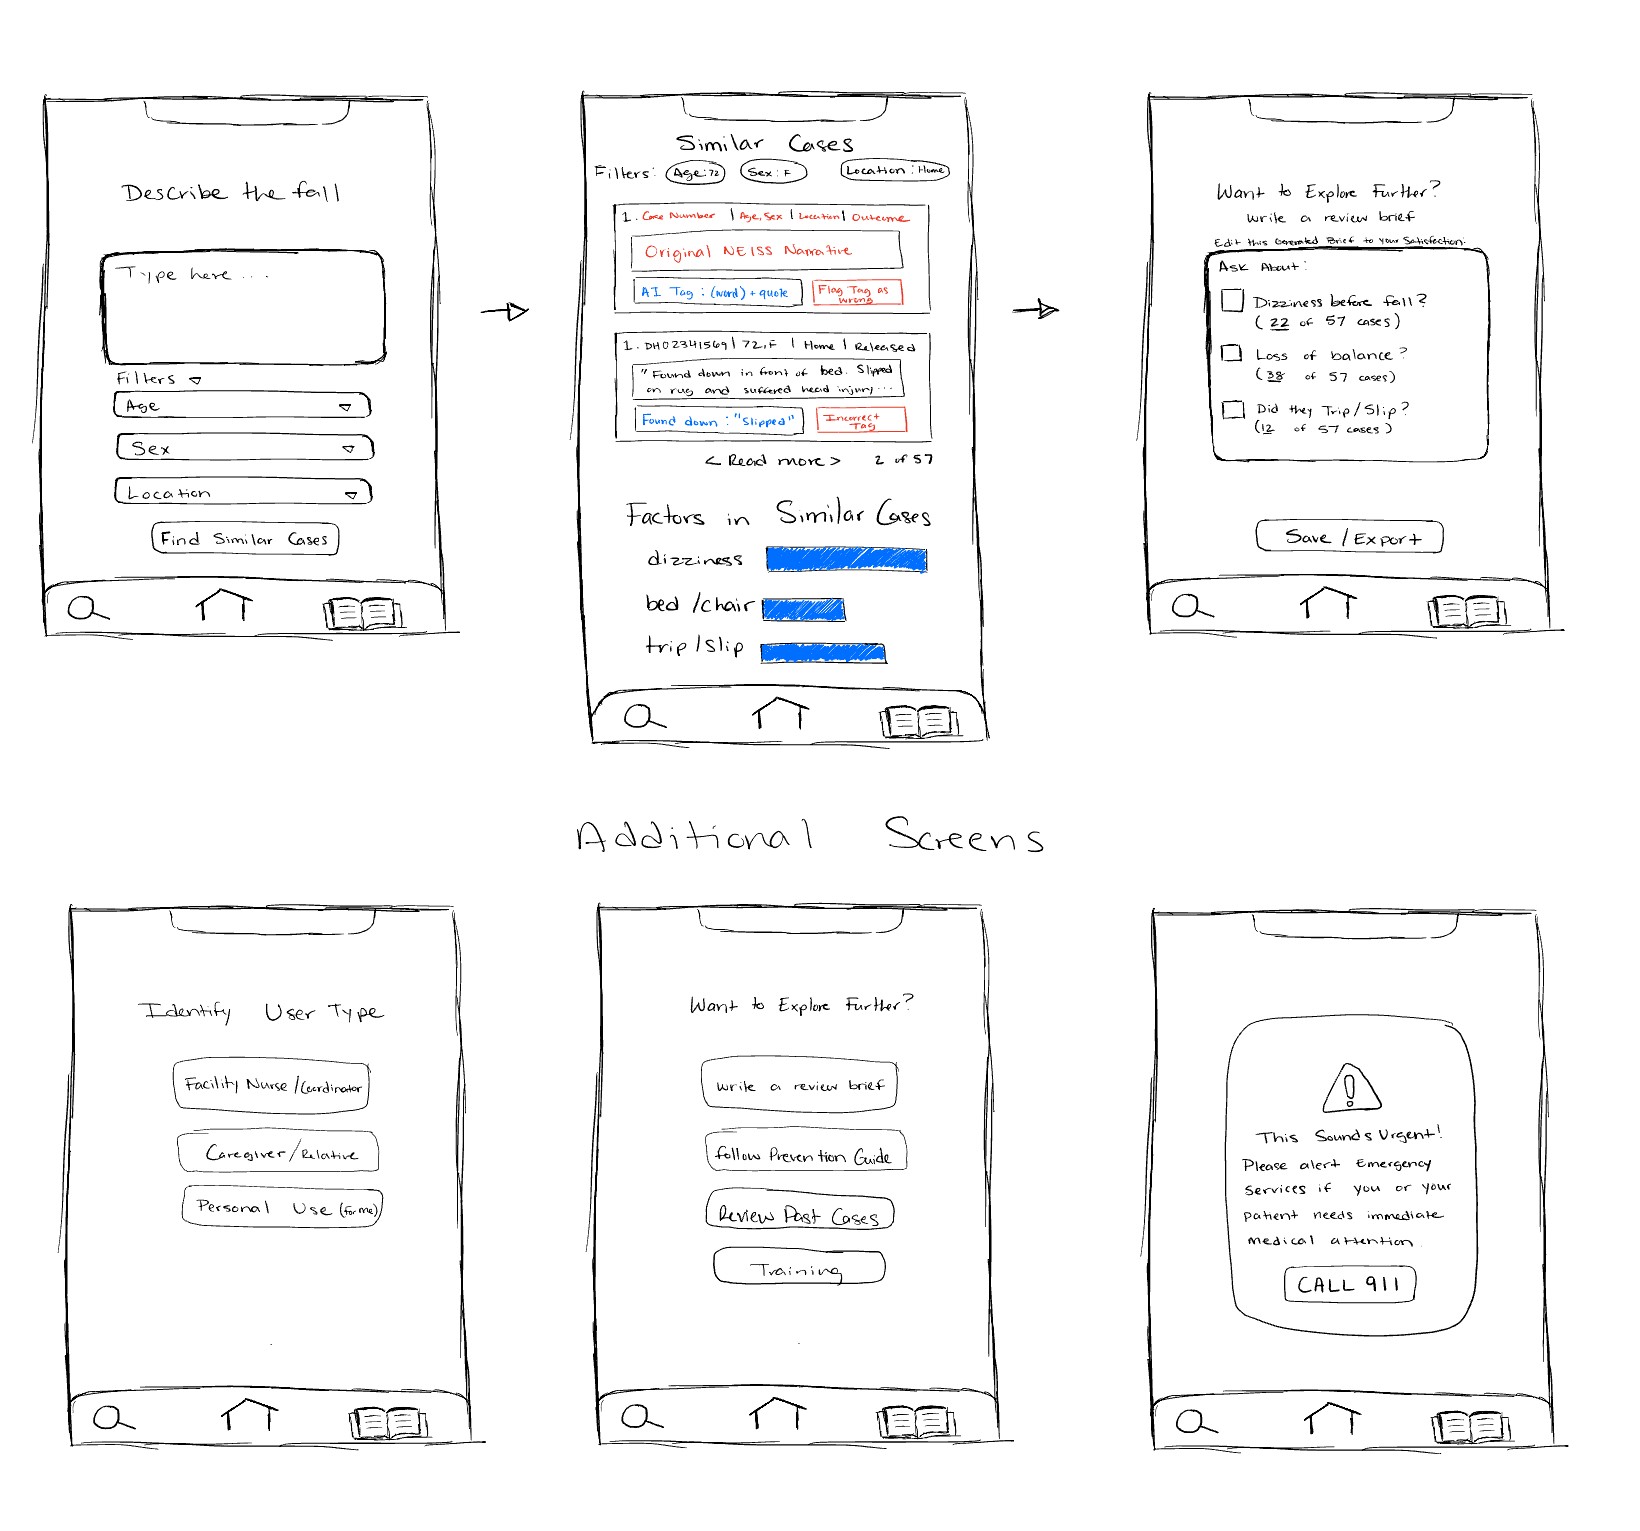 Describe the fall
Type here ...
Filters
Age
Sex
Location
Find Similar Cases
Similar Cases
Filters: Age: 72 Sex: F Location: Home
1. Case Number | Age, Sex | Location | Outcome
Original NEISS Narrative
AI Tag: (word) + quote
Flag Tag as
wrong
1. DH02341569 | 72, F | Home | Released
"Found down in front of bed. Slipped
on rug and suffered head injury...
Found down: "Slipped"
Incorrect
Tag
< Read more > 2 of 57
Factors in Similar Cases
dizziness
bed /chair
trip /slip
Want to Explore Further?
write a review brief
Edit this Generated Brief to your Satisfaction.
Ask About:
Dizziness before fall?
(22 of 57 cases)
Loss of balance?
(38 of 57 cases)
Did they Trip/Slip?
(12 of 57 cases)
Save /Export
Additional Screens
Identify User Type
Facility Nurse /Coordinator
Caregiver/Relative
Personal Use (for me)
Want to Explore Further?
write a review brief
follow Prevention Guide
Review Past Cases
Training
This Sounds Urgent!
Please alert Emergency
Services if you or your
patient needs immediate
medical attention.
CALL 911